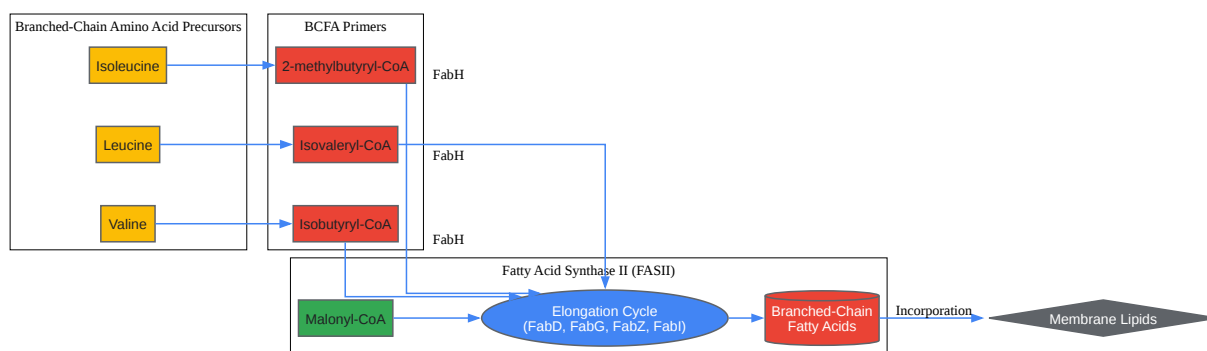 Branched-Chain Amino Acid Precursors
BCFA Primers
Isoleucine
2-methylbutyryl-CoA
FabH
Leucine
Isovaleryl-CoA
FabH
Valine
Isobutyryl-CoA
FabH
Fatty Acid Synthase II (FASII)
Malonyl-CoA
Elongation Cycle
(FabD, FabG, FabZ, FabI)
Branched-Chain
Fatty Acids
Incorporation
Membrane Lipids